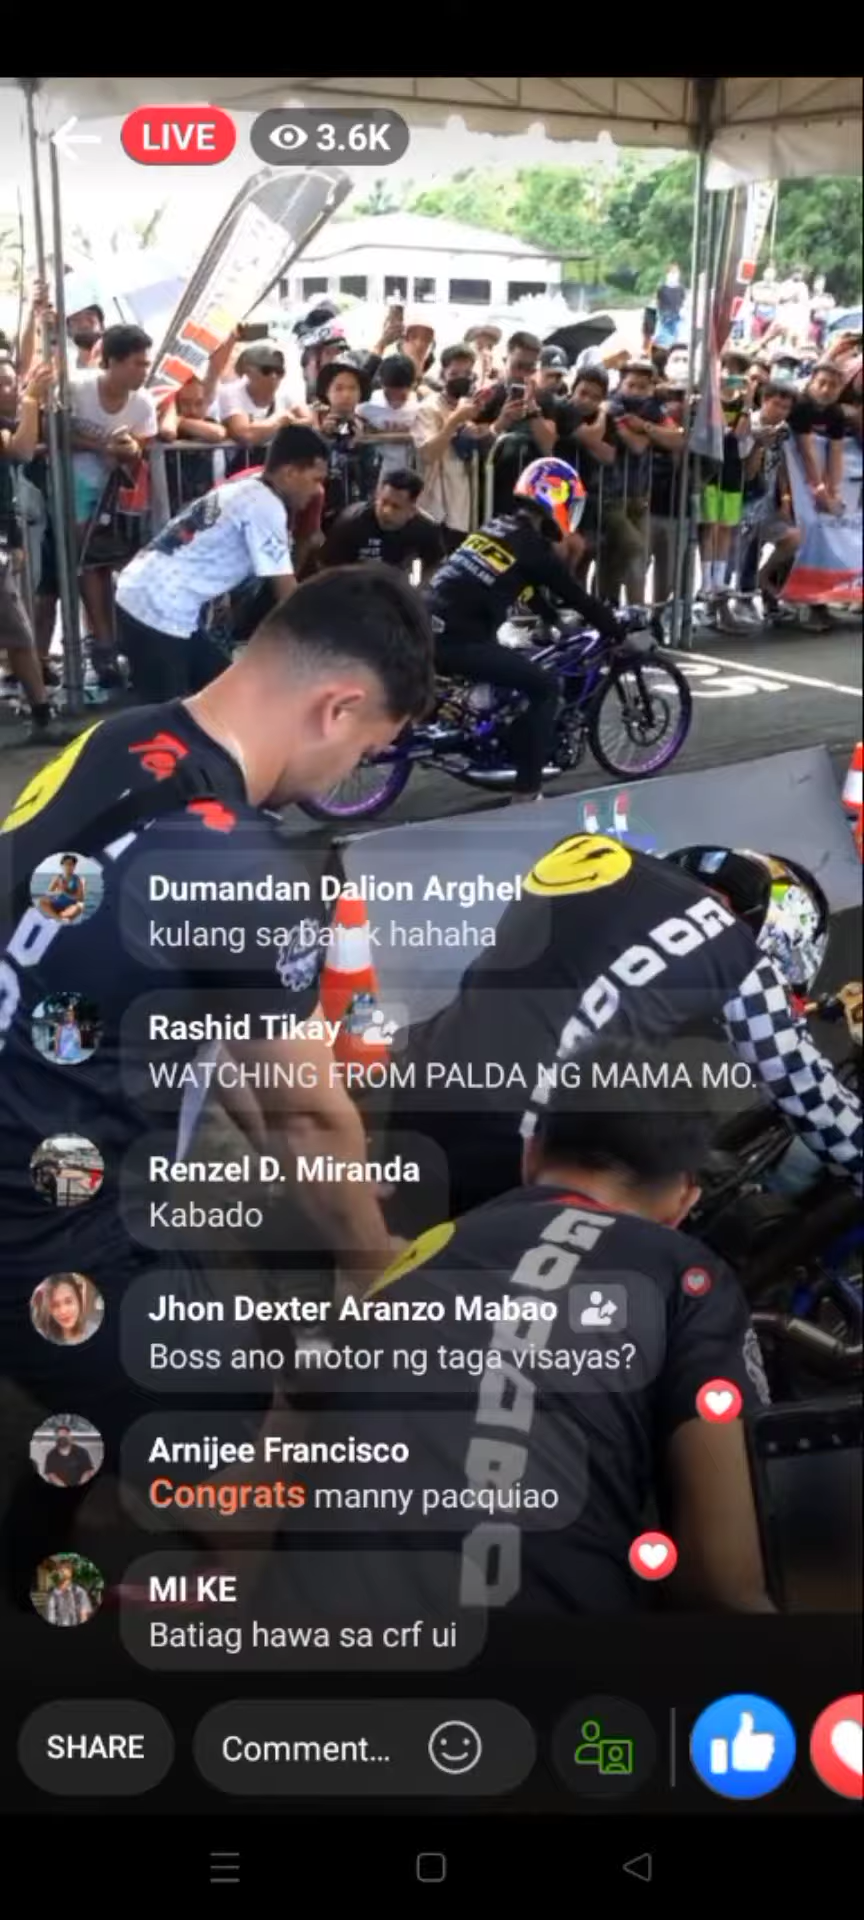 LIVE
3.6K
Dumandan Dalion Arghel
kulang sa batak hahaha
Rashid Tikay
WATCHING FROM PALDA NG MAMA MO.
Renzel D. Miranda
Kabado
Jhon Dexter Aranzo Mabao
Boss ano motor ng taga visayas?
Arnijee Francisco
Congrats manny pacquiao
MI KE
Batiag hawa sa crf ui
SHARE
Comment...